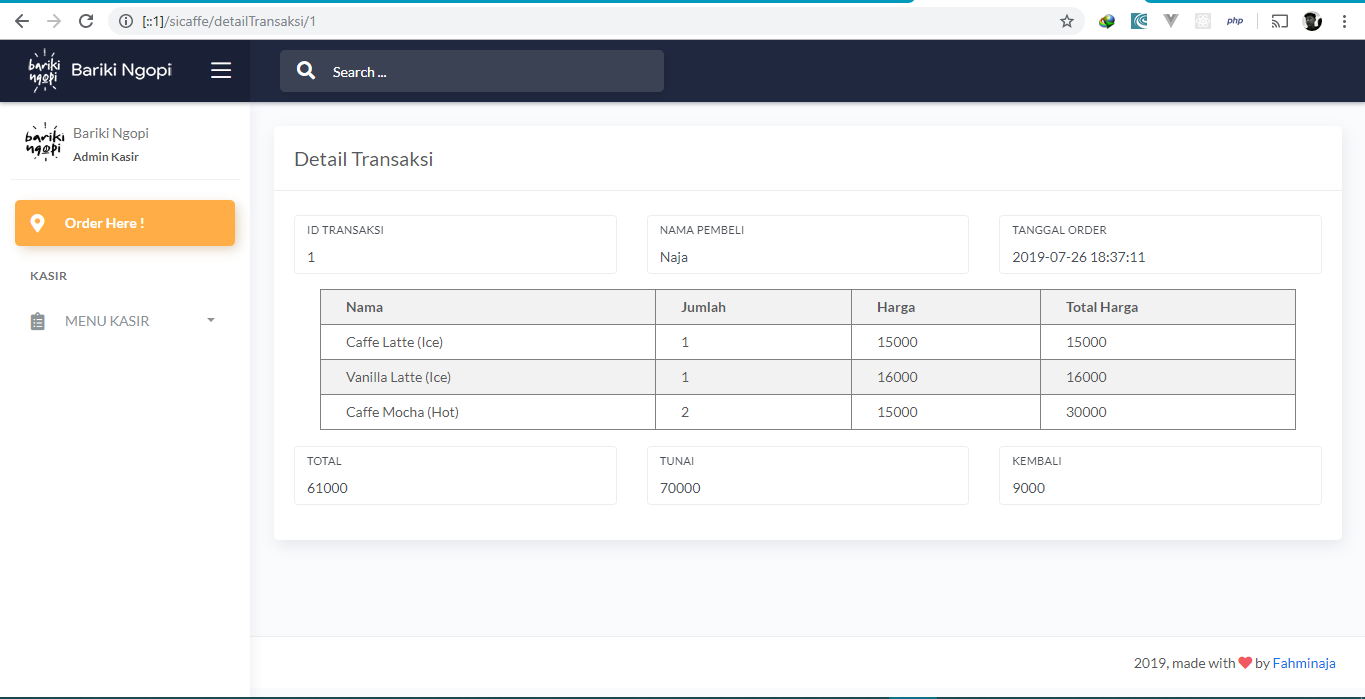 [::1]/sicaffe/detailTransaksi/1
php
bariki ngopi
Bariki Ngopi
Search ...
bariki ngopi
Bariki Ngopi
Admin Kasir
Order Here !
KASIR
MENU KASIR
Detail Transaksi
ID TRANSAKSI
1
NAMA PEMBELI
Naja
TANGGAL ORDER
2019-07-26 18:37:11
Nama Jumlah Harga Total Harga
Caffe Latte (Ice) 1 15000 15000
Vanilla Latte (Ice) 1 16000 16000
Caffe Mocha (Hot) 2 15000 30000
TOTAL
61000
TUNAI
70000
KEMBALI
9000
2019, made with ❤ by Fahminaja